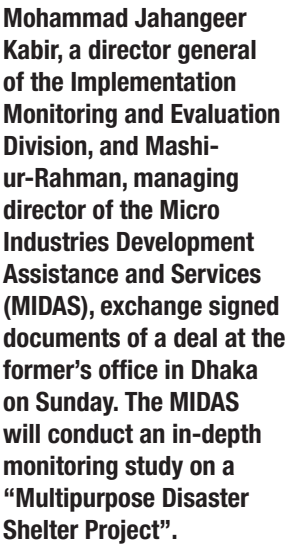 Mohammad Jahangeer
Kabir, a director general
of the Implementation
Monitoring and Evaluation
Division, and Mashi-
ur-Rahman, managing
director of the Micro
Industries Development
Assistance and Services
(MIDAS), exchange signed
documents of a deal at the
former’s office in Dhaka
on Sunday. The MIDAS
will conduct an in-depth
monitoring study on a
“Multipurpose Disaster
Shelter Project”.